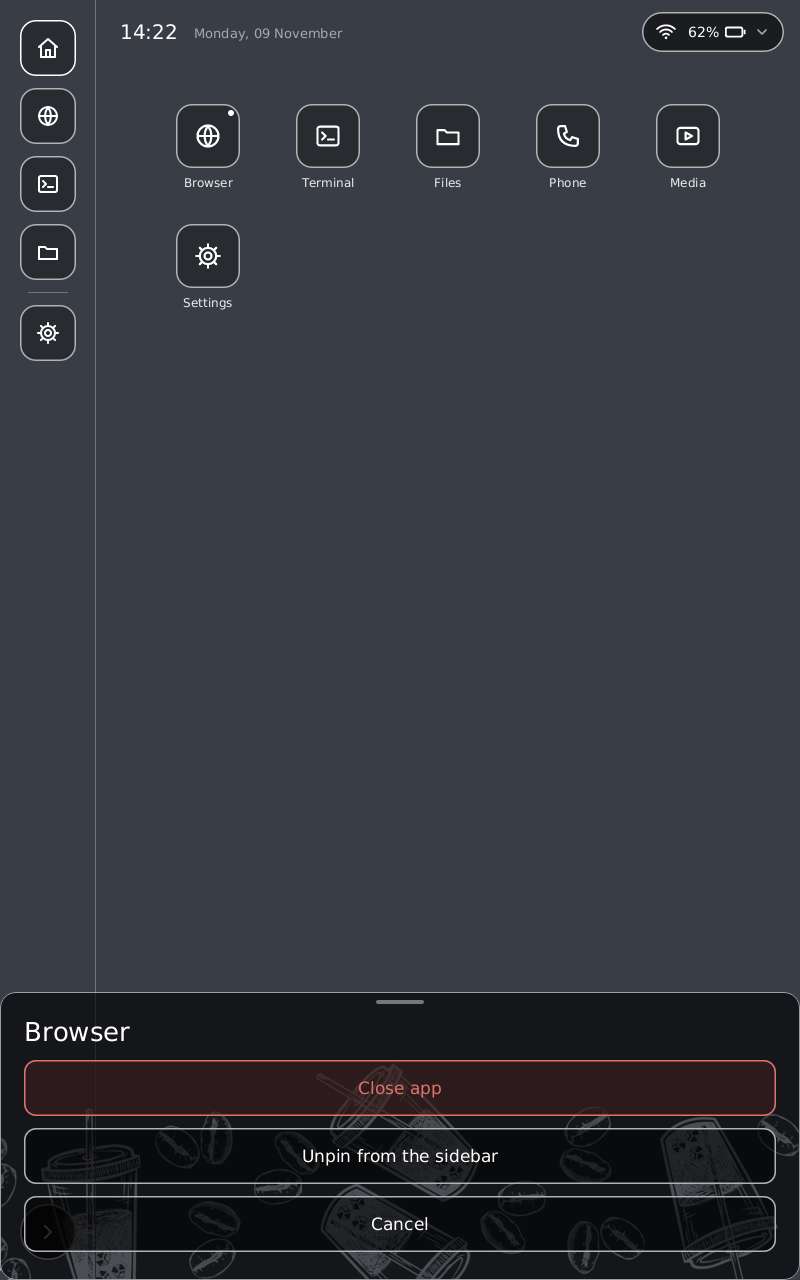 14:22 Monday, 09 November 62%
Browser Terminal Files Phone Media
Settings
Browser
Close app
Unpin from the sidebar
Cancel